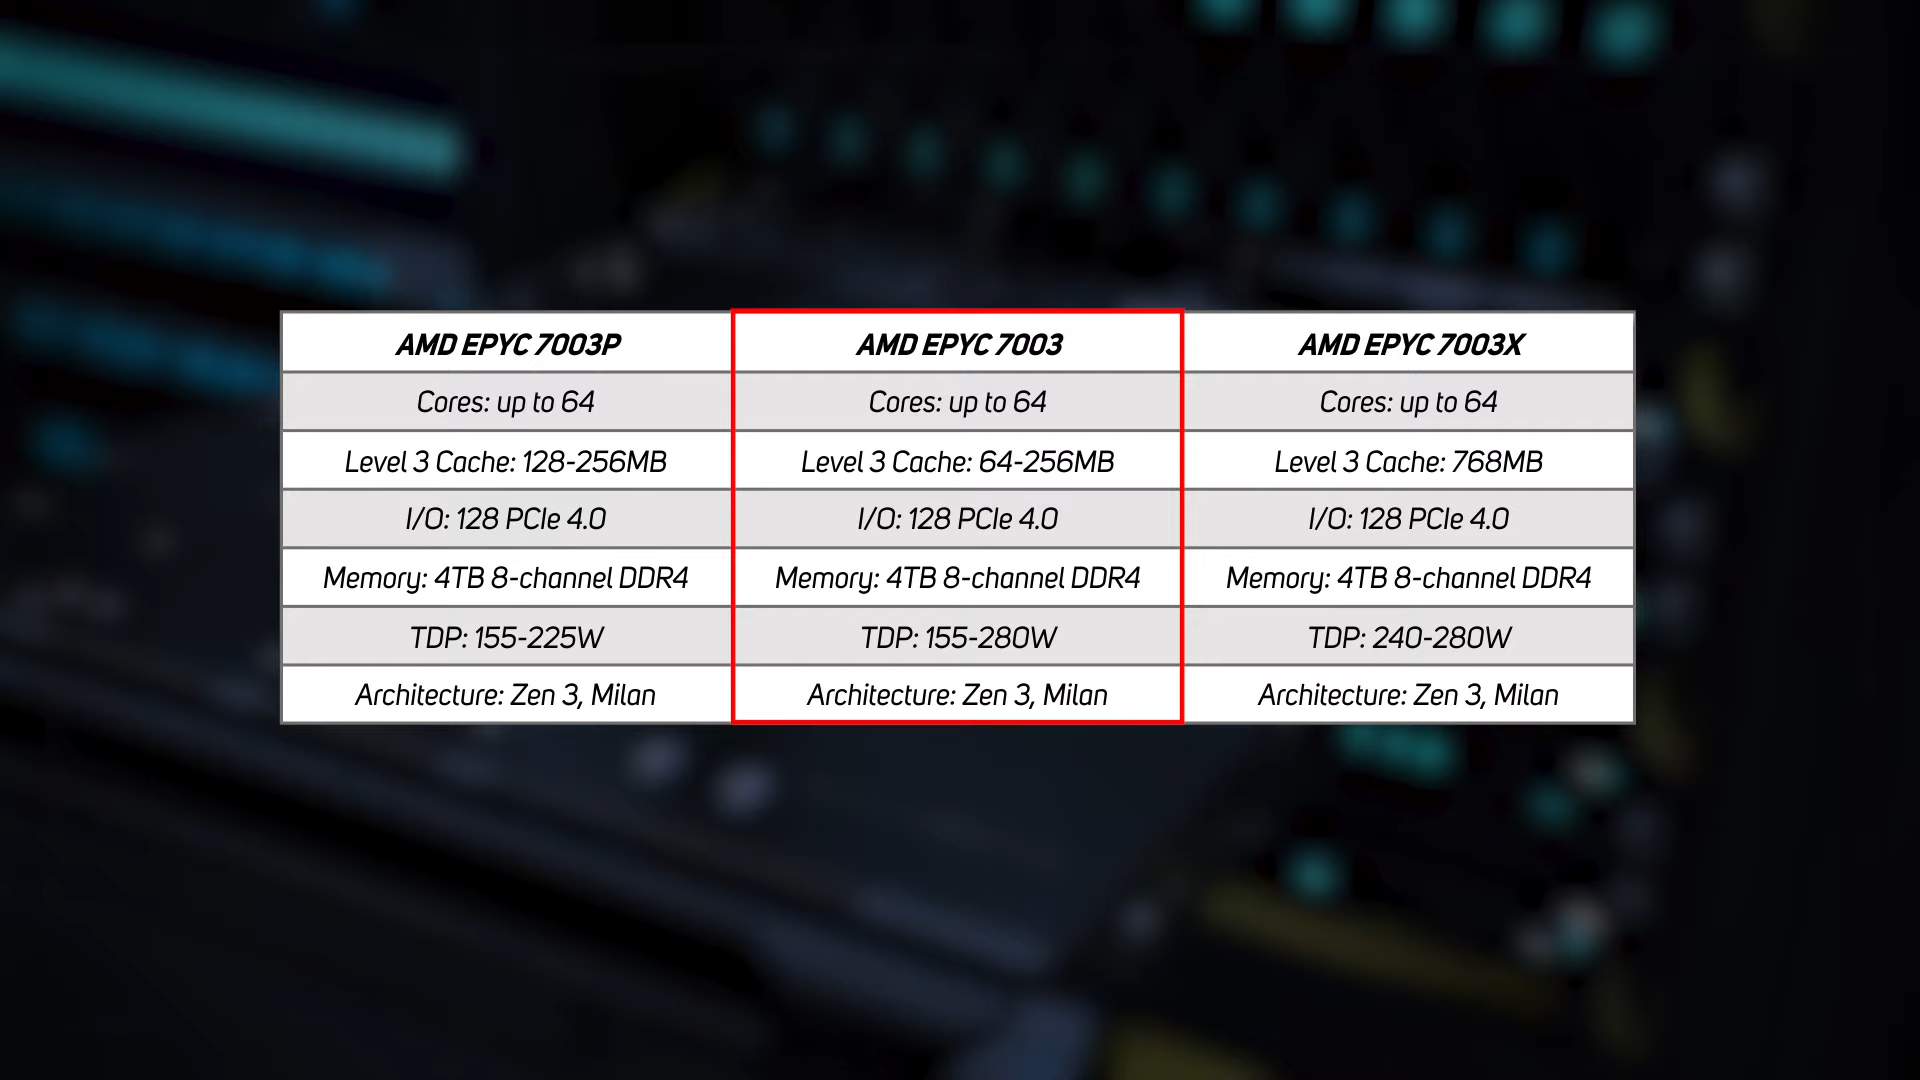 AMD EPYC 7003P
AMD EPYC 7003
AMD EPYC 7003X
Cores: up to 64
Cores: up to 64
Cores: up to 64
Level 3 Cache: 128-256MB
Level 3 Cache: 64-256MB
Level 3 Cache: 768MB
I/O: 128 PCIe 4.0
I/O: 128 PCIe 4.0
I/O: 128 PCIe 4.0
Memory: 4TB 8-channel DDR4
Memory: 4TB 8-channel DDR4
Memory: 4TB 8-channel DDR4
TDP: 155-225W
TDP: 155-280W
TDP: 240-280W
Architecture: Zen 3, Milan
Architecture: Zen 3, Milan
Architecture: Zen 3, Milan